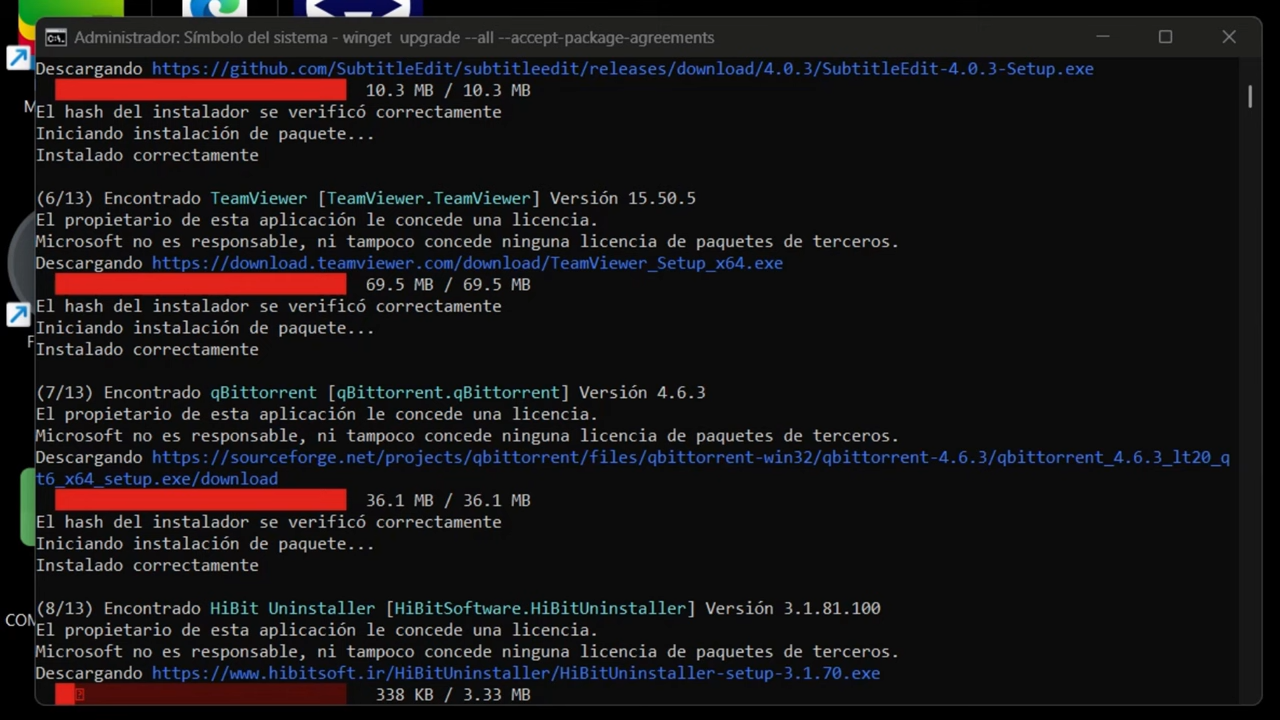 Administrador: Símbolo del sistema - winget upgrade --all --accept-package-agreements
Descargando https://github.com/SubtitleEdit/subtitleedit/releases/download/4.0.3/SubtitleEdit-4.0.3-Setup.exe
10.3 MB / 10.3 MB
El hash del instalador se verificó correctamente
Iniciando instalación de paquete...
Instalado correctamente
(6/13) Encontrado TeamViewer [TeamViewer.TeamViewer] Versión 15.50.5
El propietario de esta aplicación le concede una licencia.
Microsoft no es responsable, ni tampoco concede ninguna licencia de paquetes de terceros.
Descargando https://download.teamviewer.com/download/TeamViewer_Setup_x64.exe
69.5 MB / 69.5 MB
El hash del instalador se verificó correctamente
Iniciando instalación de paquete...
Instalado correctamente
(7/13) Encontrado qBittorrent [qBittorrent.qBittorrent] Versión 4.6.3
El propietario de esta aplicación le concede una licencia.
Microsoft no es responsable, ni tampoco concede ninguna licencia de paquetes de terceros.
Descargando https://sourceforge.net/projects/qbittorrent/files/qbittorrent-win32/qbittorrent-4.6.3/qbittorrent_4.6.3_lt20_q
t6_x64_setup.exe/download
36.1 MB / 36.1 MB
El hash del instalador se verificó correctamente
Iniciando instalación de paquete...
Instalado correctamente
(8/13) Encontrado HiBit Uninstaller [HiBitSoftware.HiBitUninstaller] Versión 3.1.81.100
El propietario de esta aplicación le concede una licencia.
Microsoft no es responsable, ni tampoco concede ninguna licencia de paquetes de terceros.
Descargando https://www.hibitsoft.ir/HiBitUninstaller/HiBitUninstaller-setup-3.1.70.exe
338 KB / 3.33 MB